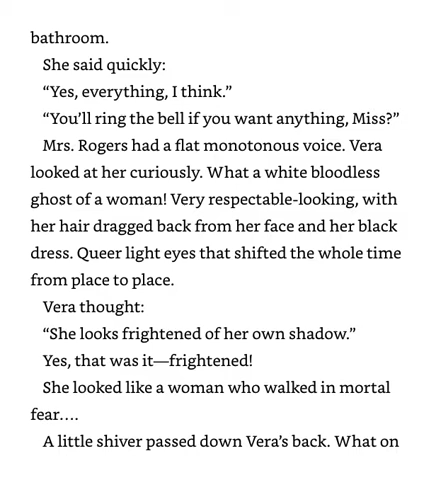 bathroom.
She said quickly:
“Yes, everything, I think.”
“You’ll ring the bell if you want anything, Miss?”
Mrs. Rogers had a flat monotonous voice. Vera
looked at her curiously. What a white bloodless
ghost of a woman! Very respectable-looking, with
her hair dragged back from her face and her black
dress. Queer light eyes that shifted the whole time
from place to place.
Vera thought:
“She looks frightened of her own shadow.”
Yes, that was it—frightened!
She looked like a woman who walked in mortal
fear….
A little shiver passed down Vera’s back. What on